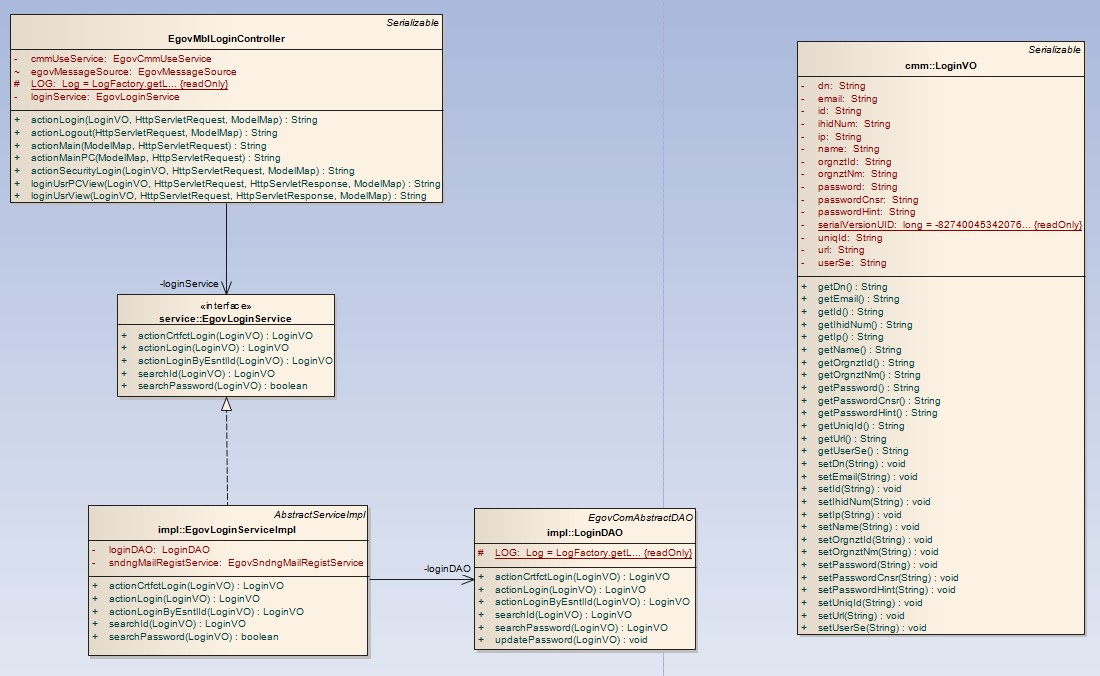 Serializable
EgovMblLoginController
- cmmUseService: EgovCmmUseService
~ egovMessageSource: EgovMessageSource
# LOG: Log = LogFactory.getL... {readOnly}
- loginService: EgovLoginService
+ actionLogin(LoginVO, HttpServletRequest, ModelMap) : String
+ actionLogout(HttpServletRequest, ModelMap) : String
+ actionMain(ModelMap, HttpServletRequest) : String
+ actionMainPC(ModelMap, HttpServletRequest) : String
+ actionSecurityLogin(LoginVO, HttpServletRequest, ModelMap) : String
+ loginUsrPCView(LoginVO, HttpServletRequest, HttpServletResponse, ModelMap) : String
+ loginUsrView(LoginVO, HttpServletRequest, HttpServletResponse, ModelMap) : String
-loginService
«interface»
service::EgovLoginService
+ actionCrtfctLogin(LoginVO) : LoginVO
+ actionLogin(LoginVO) : LoginVO
+ actionLoginByEsntlId(LoginVO) : LoginVO
+ searchId(LoginVO) : LoginVO
+ searchPassword(LoginVO) : boolean
AbstractServiceImpl
impl::EgovLoginServiceImpl
- loginDAO: LoginDAO
- sndngMailRegistService: EgovSndngMailRegistService
+ actionCrtfctLogin(LoginVO) : LoginVO
+ actionLogin(LoginVO) : LoginVO
+ actionLoginByEsntlId(LoginVO) : LoginVO
+ searchId(LoginVO) : LoginVO
+ searchPassword(LoginVO) : boolean
-loginDAO
EgovComAbstractDAO
impl::LoginDAO
# LOG: Log = LogFactory.getL... {readOnly}
+ actionCrtfctLogin(LoginVO) : LoginVO
+ actionLogin(LoginVO) : LoginVO
+ actionLoginByEsntlId(LoginVO) : LoginVO
+ searchId(LoginVO) : LoginVO
+ searchPassword(LoginVO) : LoginVO
+ updatePassword(LoginVO) : void
Serializable
cmm::LoginVO
- dn: String
- email: String
- id: String
- ihidNum: String
- ip: String
- name: String
- orgnztId: String
- orgnztNm: String
- password: String
- passwordCnsr: String
- passwordHint: String
- serialVersionUID: long = -82740045342076... {readOnly}
- uniqId: String
- url: String
- userSe: String
+ getDn() : String
+ getEmail() : String
+ getId() : String
+ getIhidNum() : String
+ getIp() : String
+ getName() : String
+ getOrgnztId() : String
+ getOrgnztNm() : String
+ getPassword() : String
+ getPasswordCnsr() : String
+ getPasswordHint() : String
+ getUniqId() : String
+ getUrl() : String
+ getUserSe() : String
+ setDn(String) : void
+ setEmail(String) : void
+ setId(String) : void
+ setIhidNum(String) : void
+ setIp(String) : void
+ setName(String) : void
+ setOrgnztId(String) : void
+ setOrgnztNm(String) : void
+ setPassword(String) : void
+ setPasswordCnsr(String) : void
+ setPasswordHint(String) : void
+ setUniqId(String) : void
+ setUrl(String) : void
+ setUserSe(String) : void